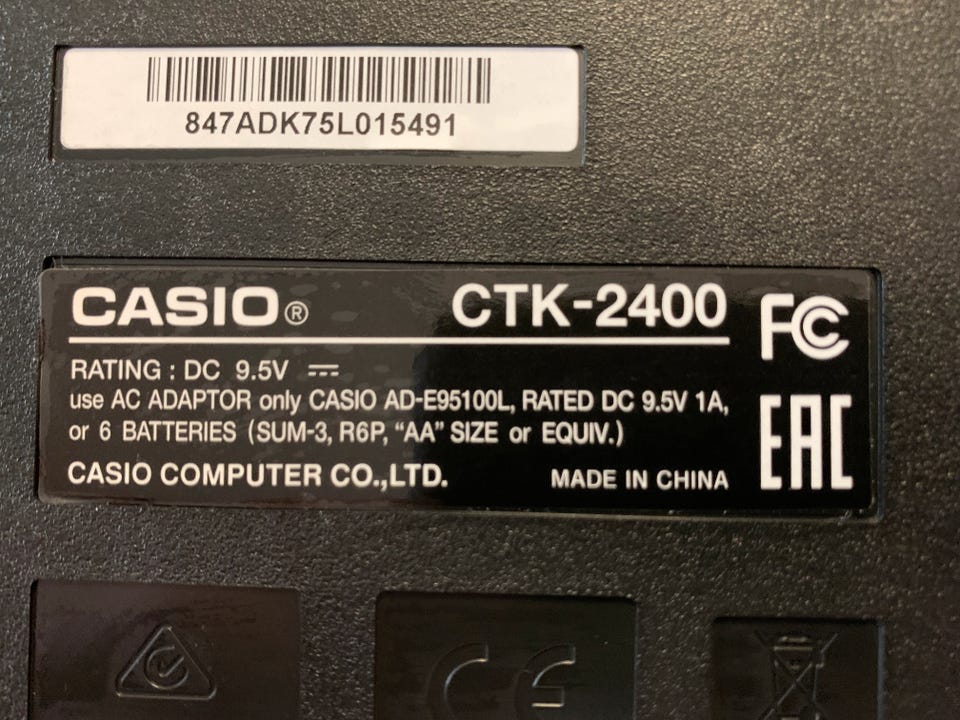 847ADK75L015491
CASIO® CTK-2400
FC
RATING : DC 9.5V ⎓
use AC ADAPTOR only CASIO AD-E95100L, RATED DC 9.5V 1A,
or 6 BATTERIES (SUM-3, R6P, “AA” SIZE or EQUIV.)
EAC
CASIO COMPUTER CO.,LTD. MADE IN CHINA
CE